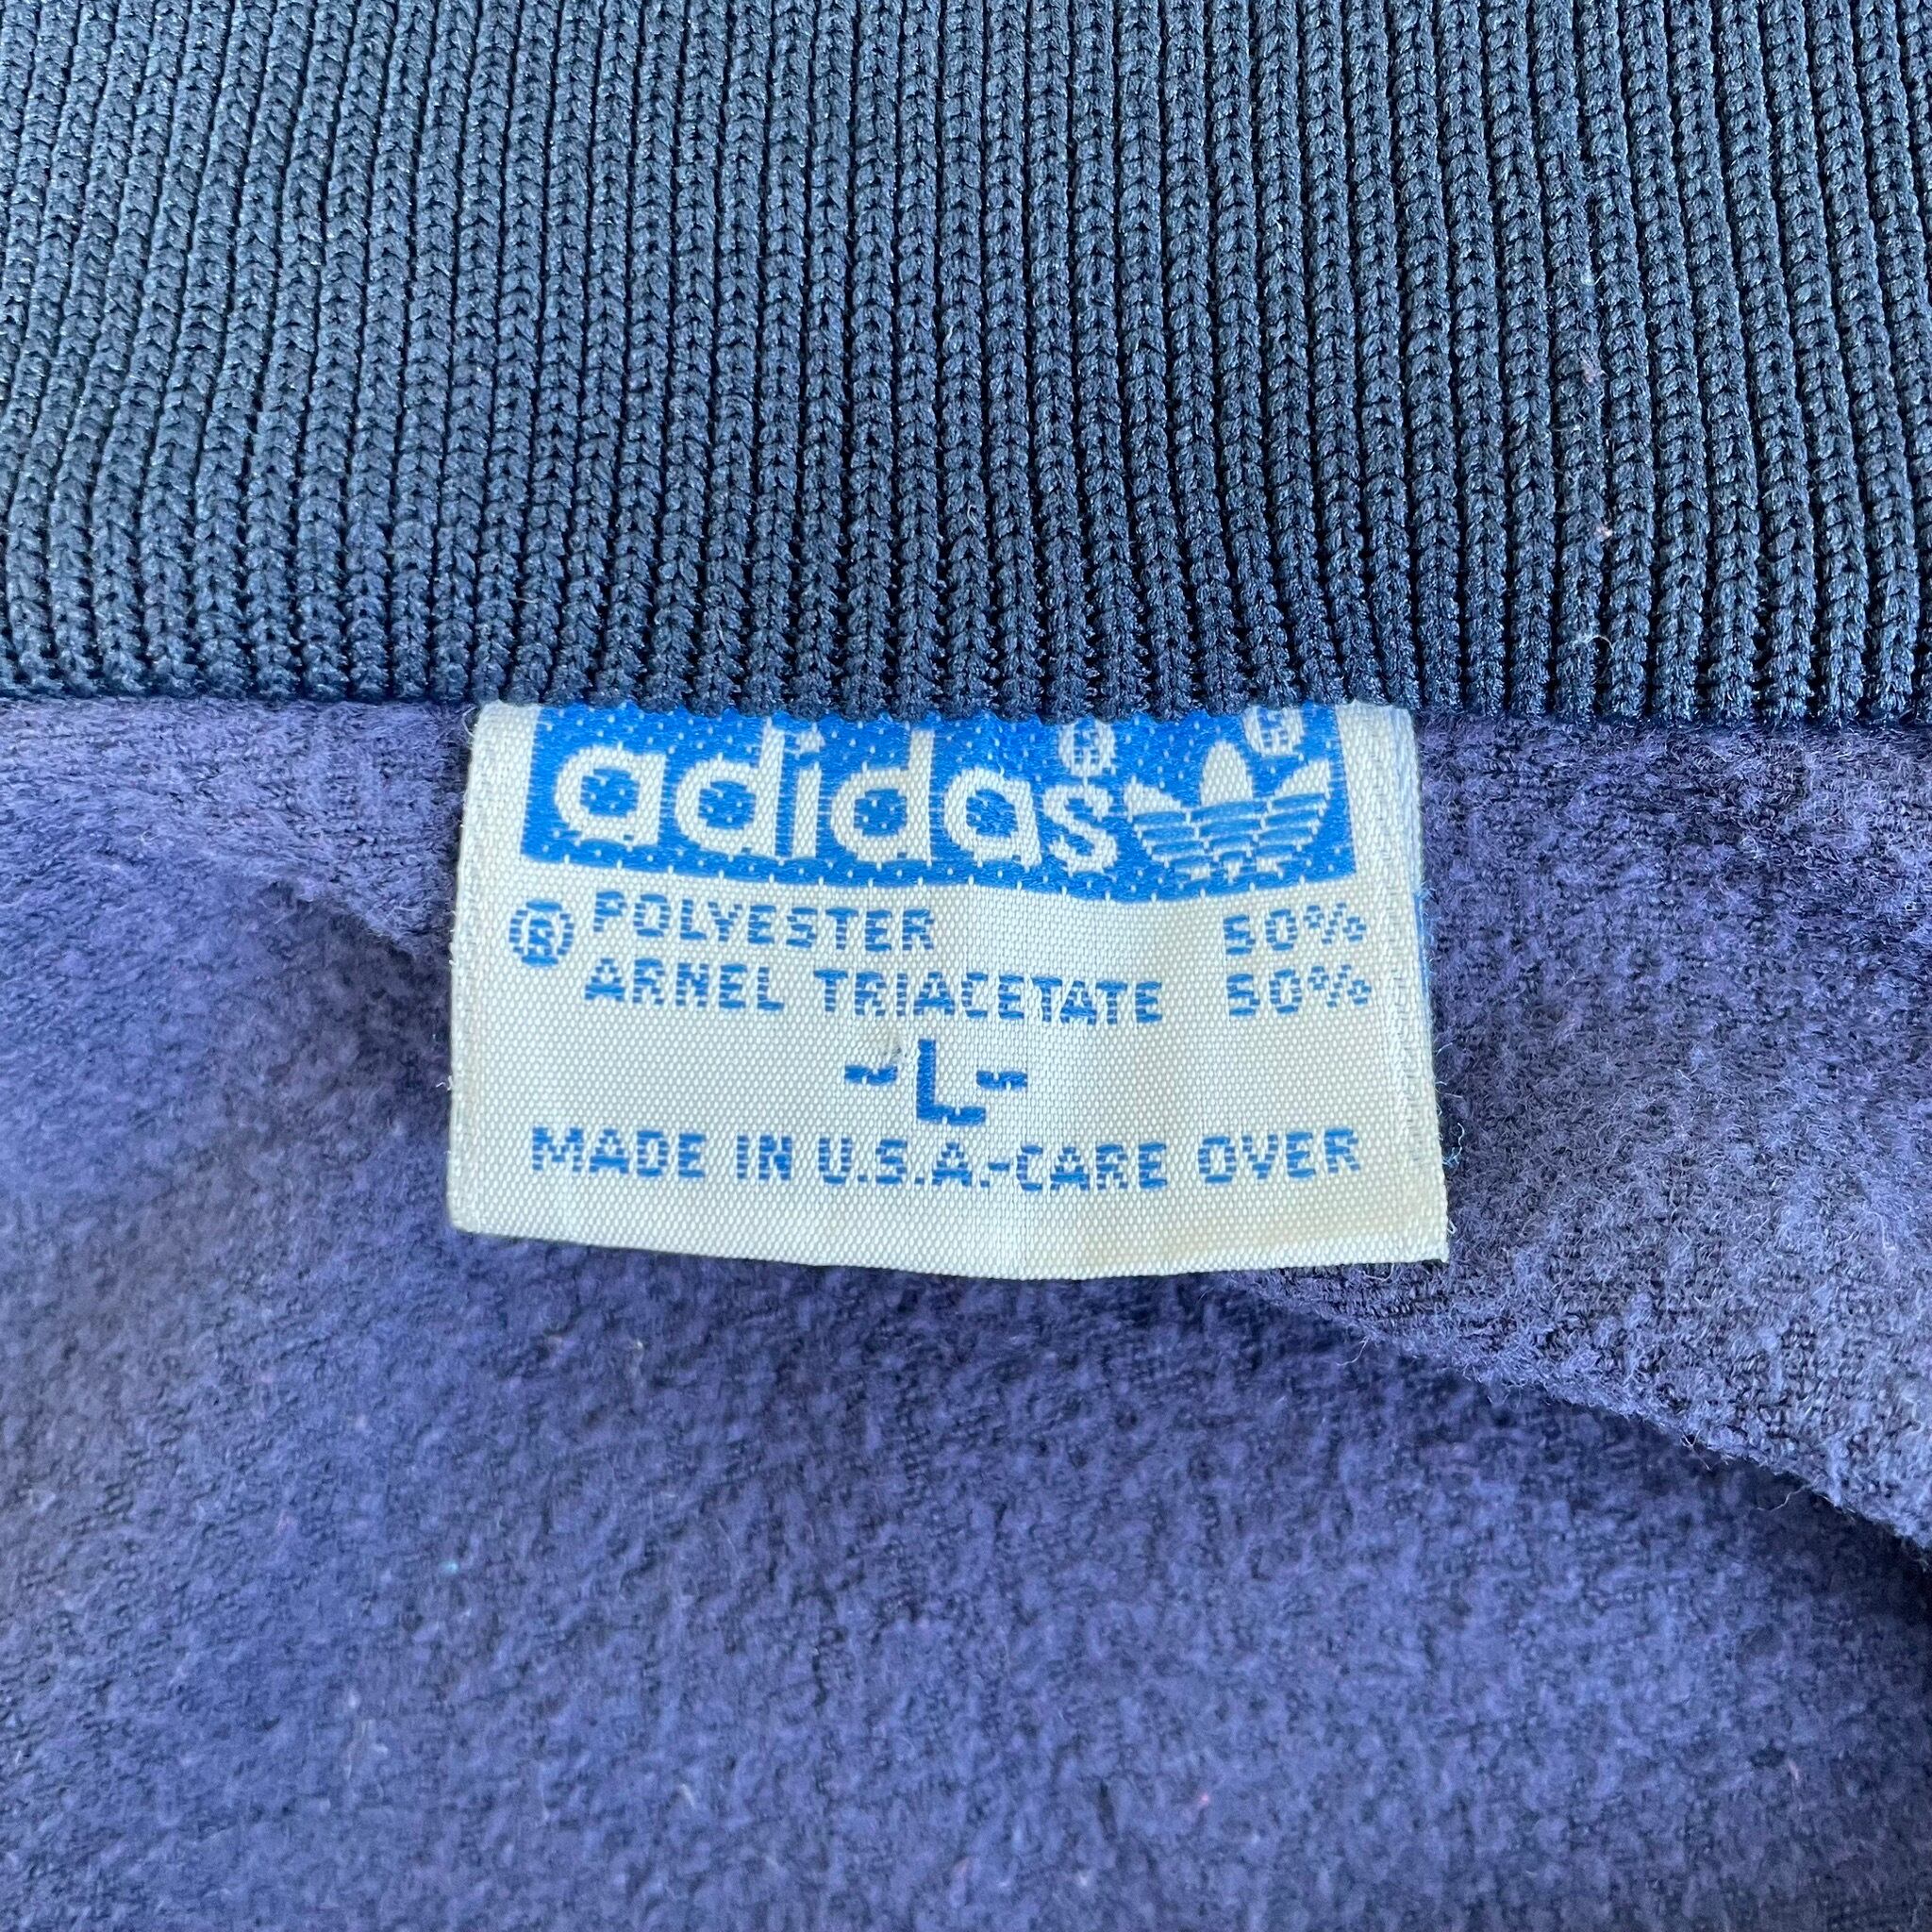 adidas®
POLYESTER 50%
® ARNEL TRIACETATE 50%
-L-
MADE IN U.S.A.-CARE OVER